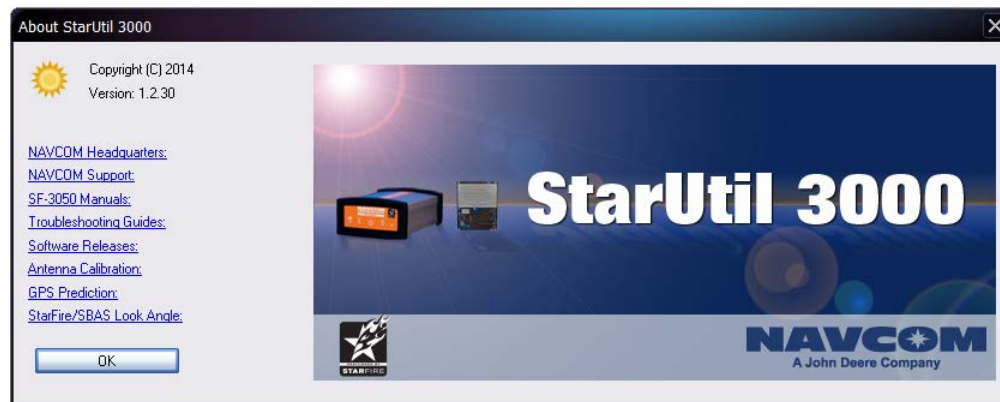 About StarUtil 3000
Copyright (C) 2014
Version: 1.2.30
NAVCOM Headquarters:
NAVCOM Support:
SF-3050 Manuals:
Troubleshooting Guides:
Software Releases:
Antenna Calibration:
GPS Prediction:
StarFire/SBAS Look Angle:
OK
StarUtil 3000
STARFIRE
NAVCOM
A John Deere Company